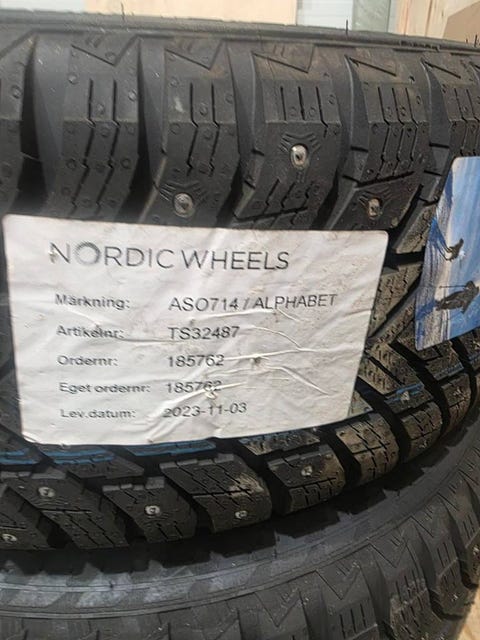 NORDIC WHEELS
Märkning: ASO714 / ALPHABET
Artikelnr: TS32487
Ordernr: 185762
Eget ordernr: 185762
Lev.datum: 2023-11-03